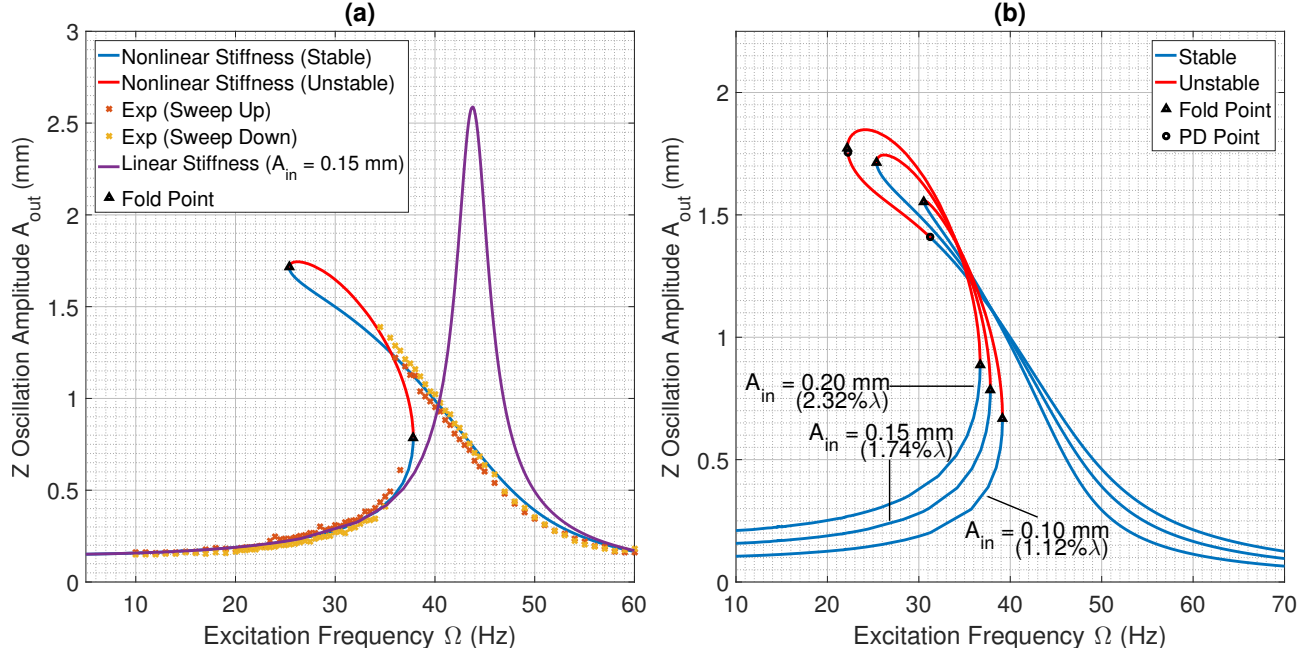 (a)
Z Oscillation Amplitude A_out (mm)
3
2.5
2
1.5
1
0.5
0
Nonlinear Stiffness (Stable)
Nonlinear Stiffness (Unstable)
Exp (Sweep Up)
Exp (Sweep Down)
Linear Stiffness (A_in = 0.15 mm)
Fold Point
10 20 30 40 50 60
Excitation Frequency Ω (Hz)
(b)
Z Oscillation Amplitude A_out (mm)
2
1.5
1
0.5
0
Stable
Unstable
Fold Point
PD Point
A_in = 0.20 mm
(2.32%λ)
A_in = 0.15 mm
(1.74%λ)
A_in = 0.10 mm
(1.12%λ)
10 20 30 40 50 60 70
Excitation Frequency Ω (Hz)